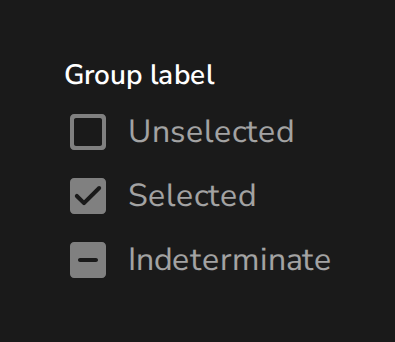 Group label
Unselected
Selected
Indeterminate